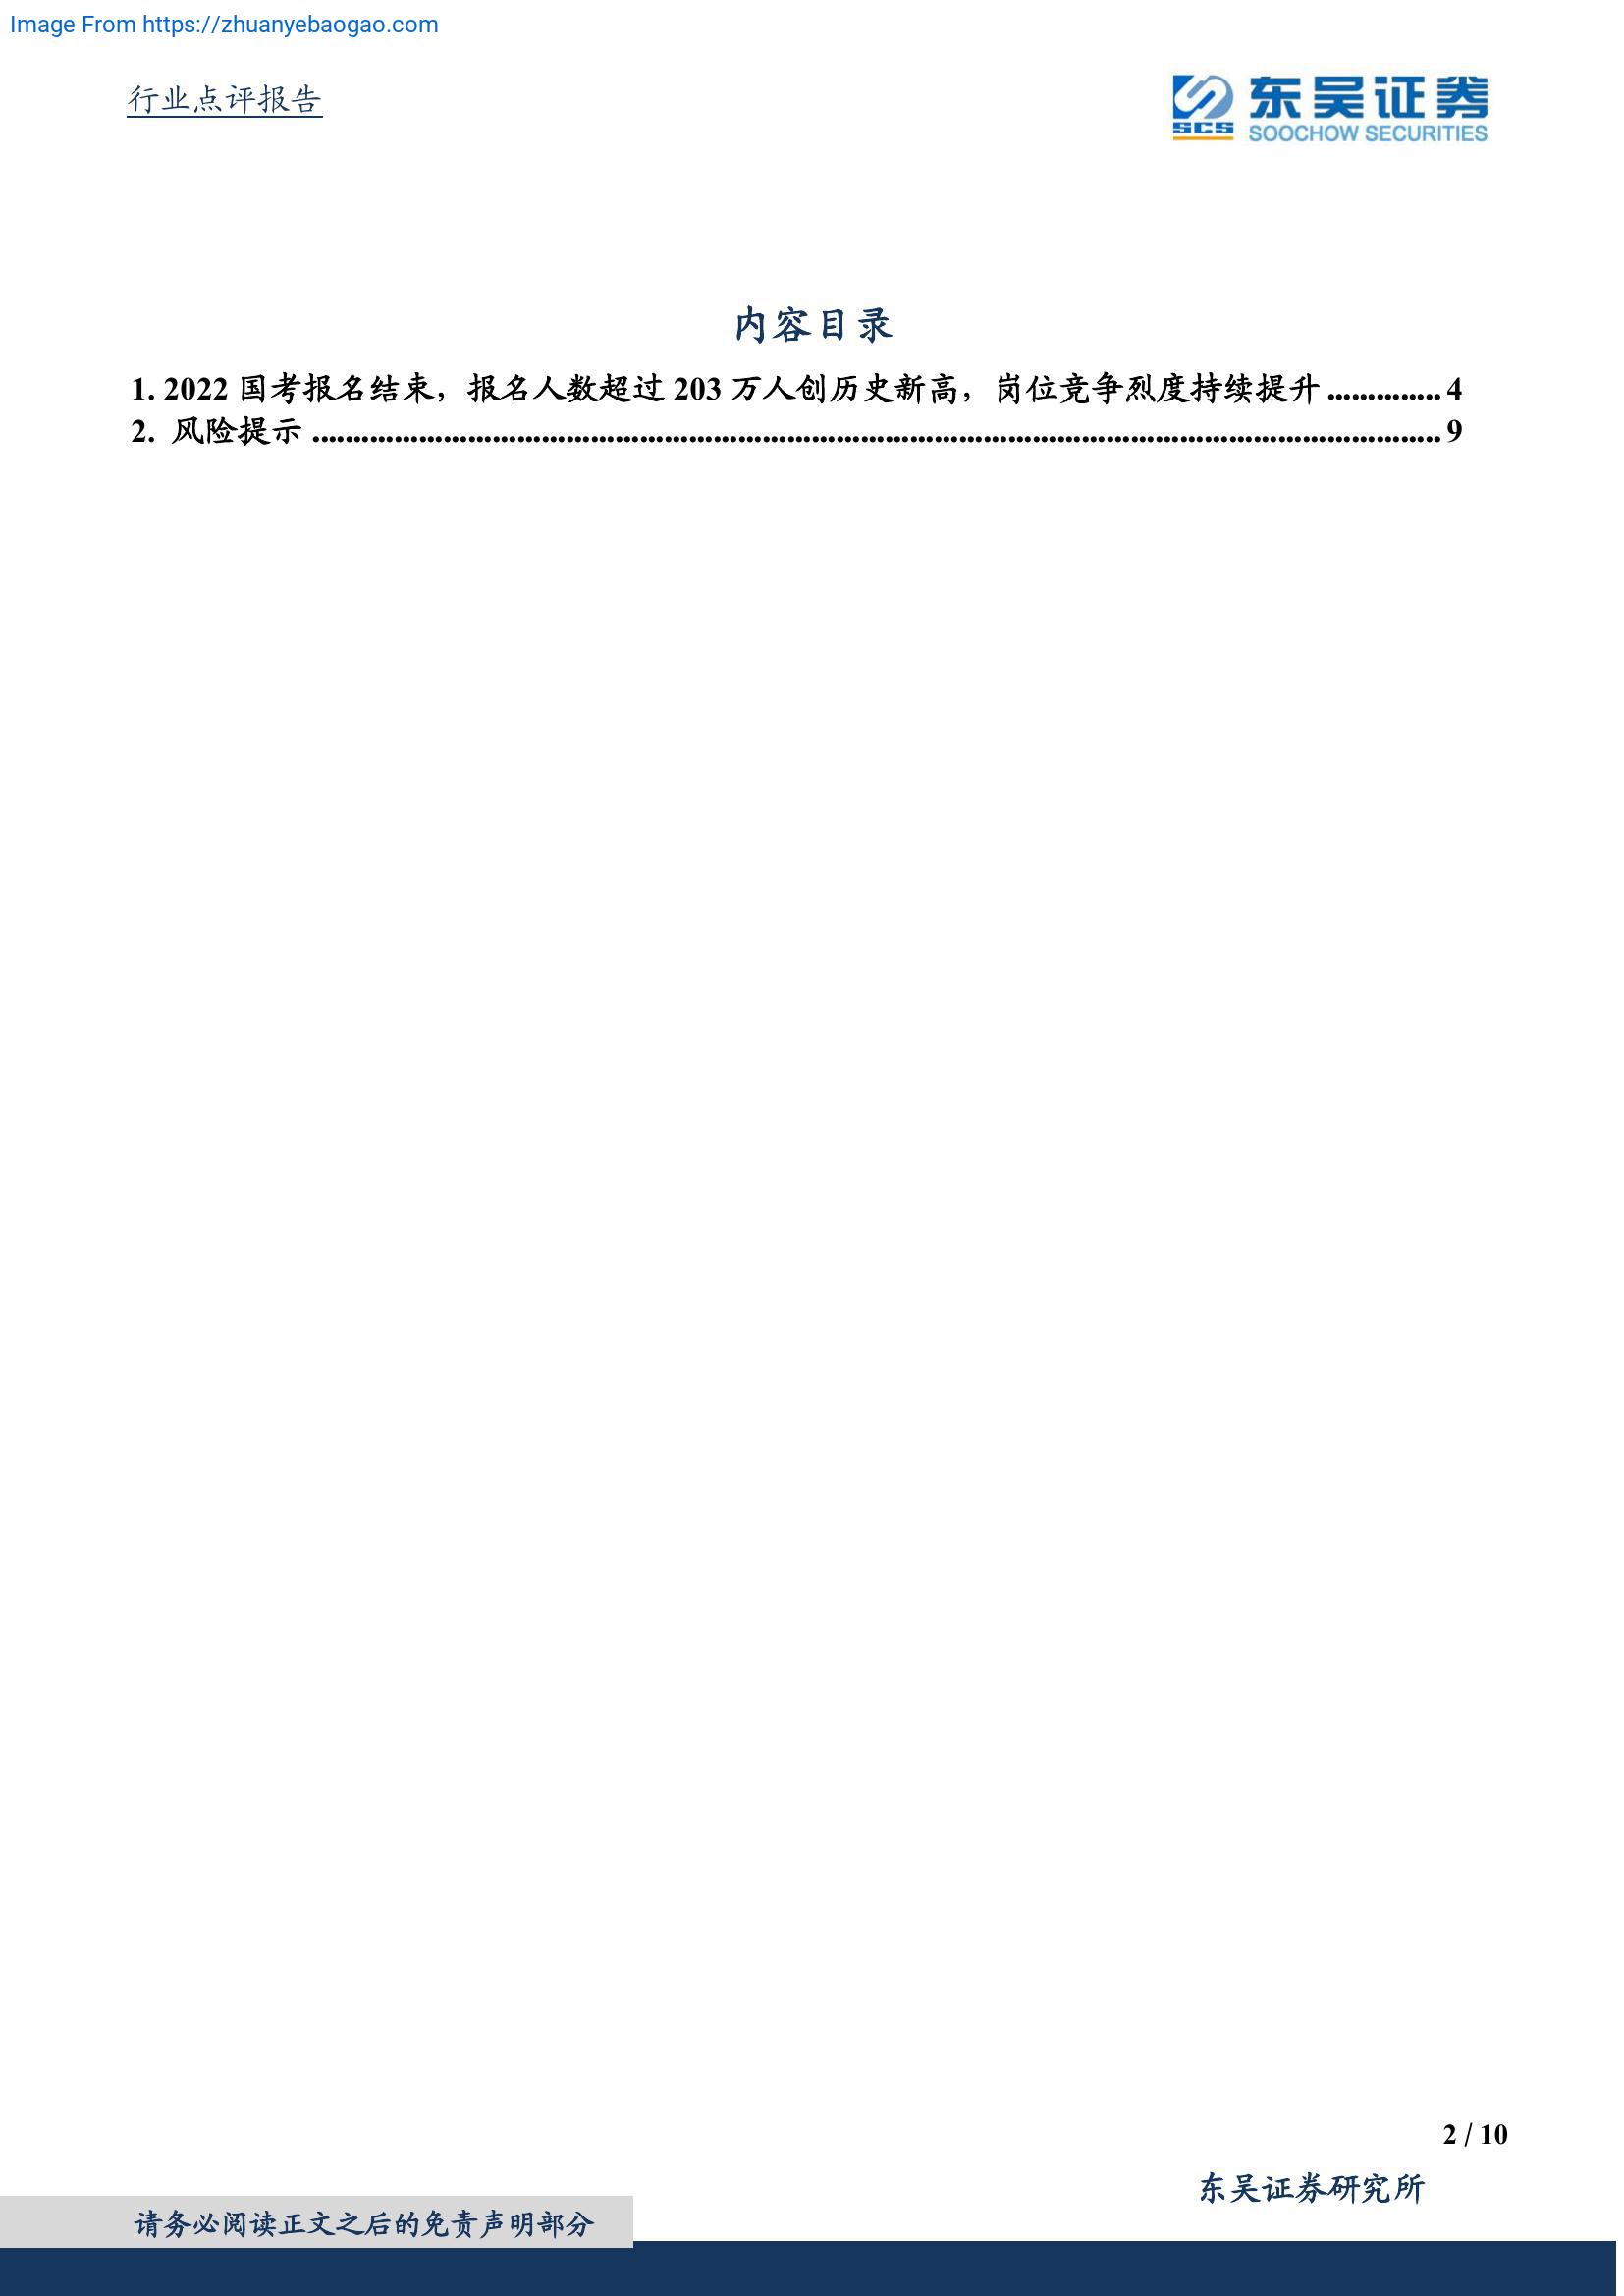 Image From https://zhuanyebaogao.com
行业点评报告
东吴证券
SCS
SOOCHOW SECURITIES
内容目录
1. 2022 国考报名结束，报名人数超过 203 万人创历史新高，岗位竞争烈度持续提升 .............. 4
2. 风险提示 .......................................................................................................................................... 9
2 / 10
东吴证券研究所
请务必阅读正文之后的免责声明部分